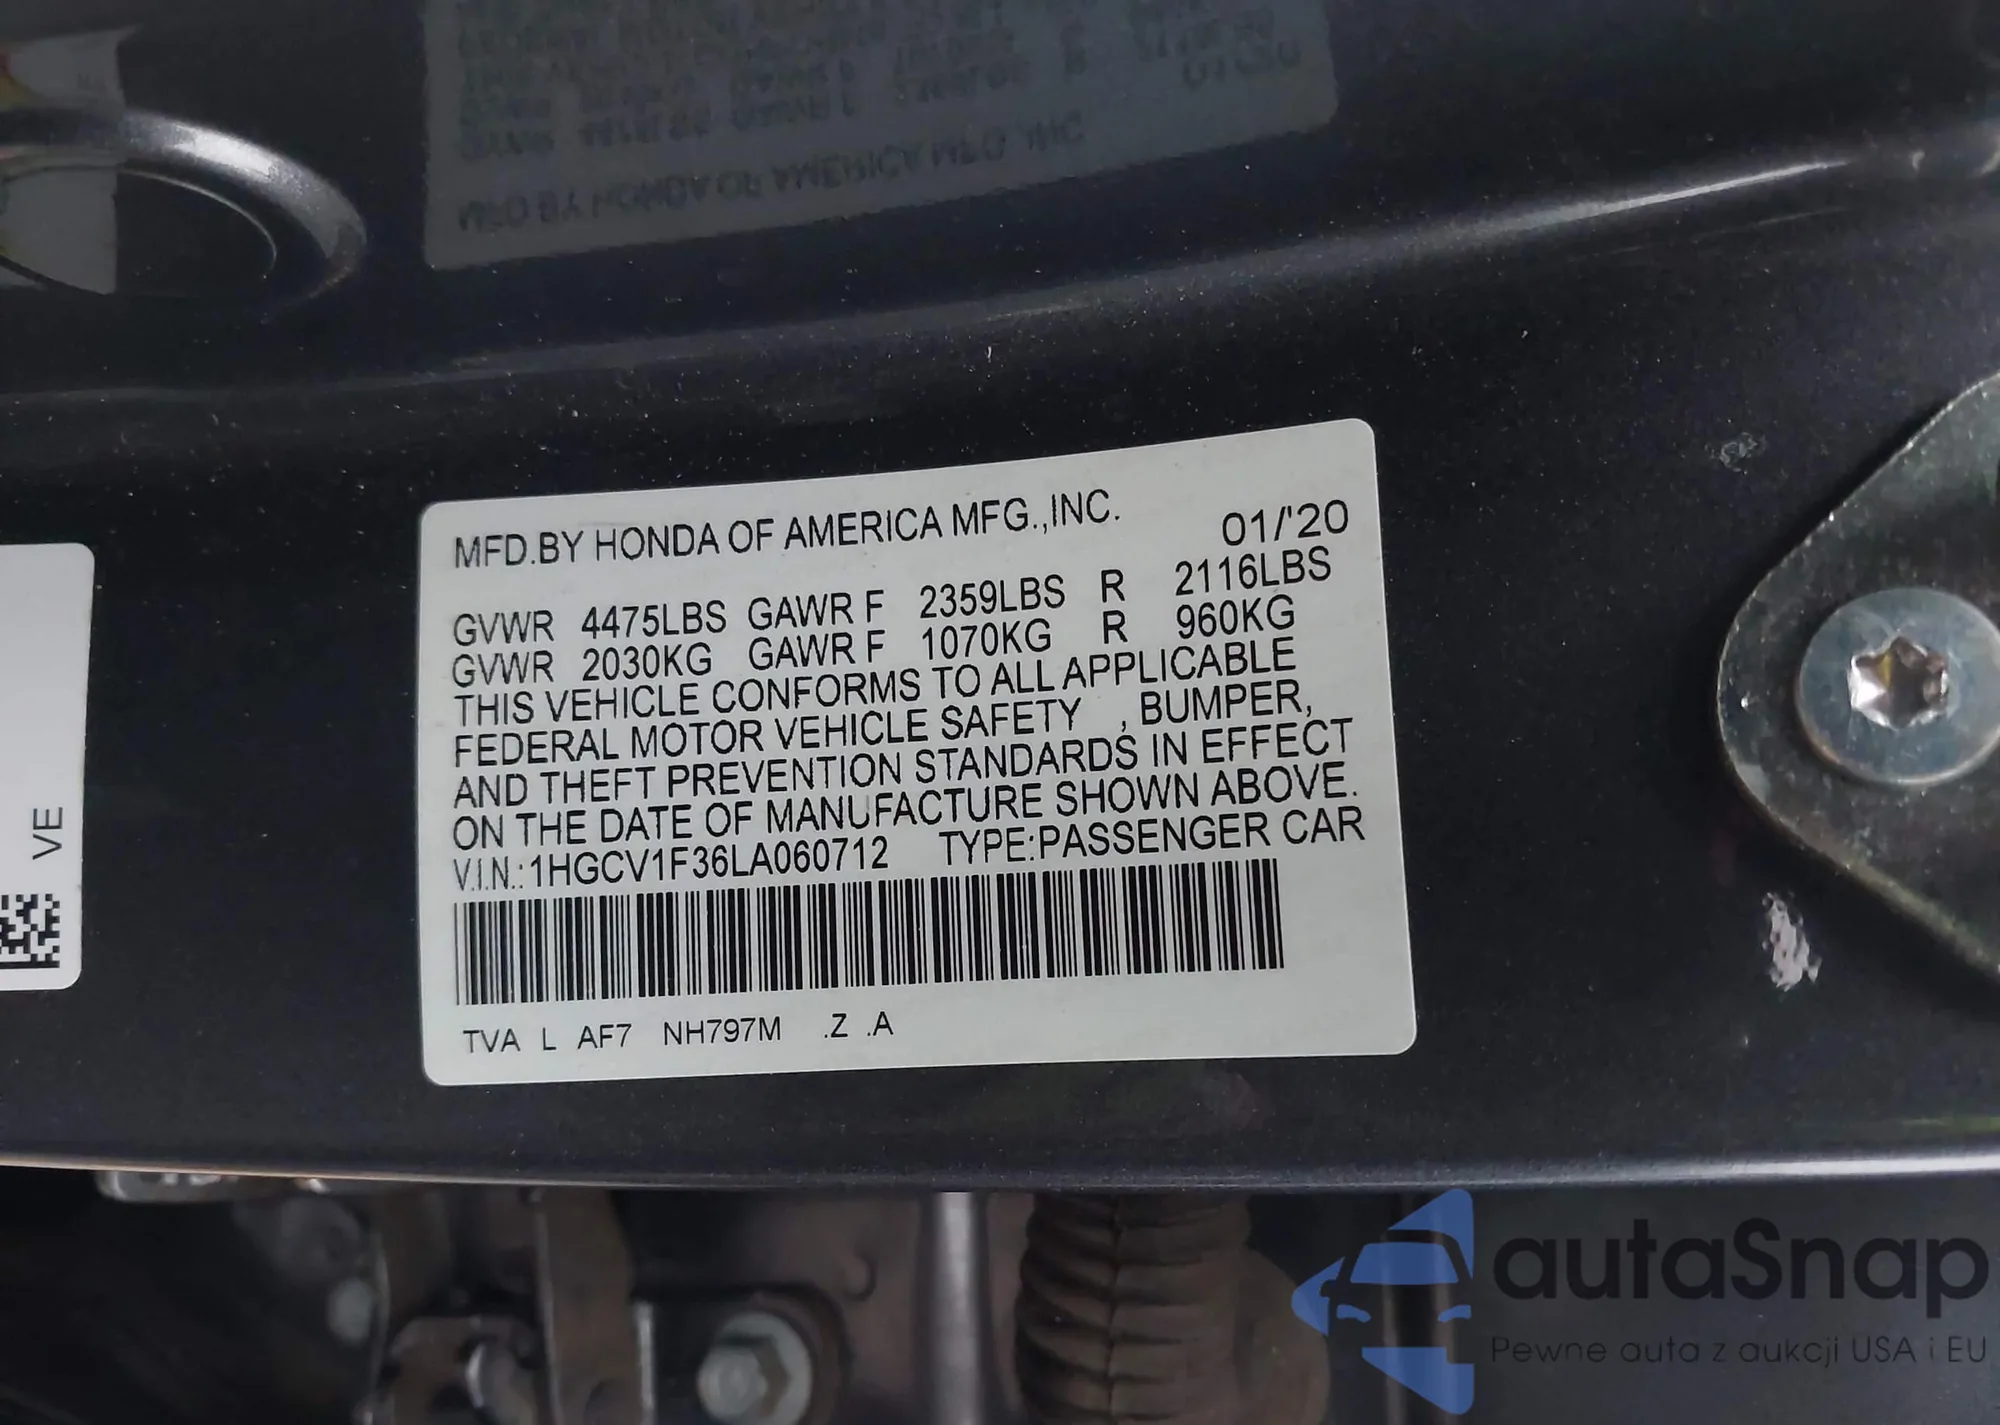 MFD.BY HONDA OF AMERICA MFG.,INC.
01/'20
GVWR 4475LBS GAWR F 2359LBS R 2116LBS
GVWR 2030KG GAWR F 1070KG R 960KG
THIS VEHICLE CONFORMS TO ALL APPLICABLE
FEDERAL MOTOR VEHICLE SAFETY , BUMPER,
AND THEFT PREVENTION STANDARDS IN EFFECT
ON THE DATE OF MANUFACTURE SHOWN ABOVE.
V.I.N.:1HGCV1F36LA060712 TYPE:PASSENGER CAR
TVA L AF7 NH797M .Z .A
VE
autaSnap
Pewne auta z aukcji USA i EU